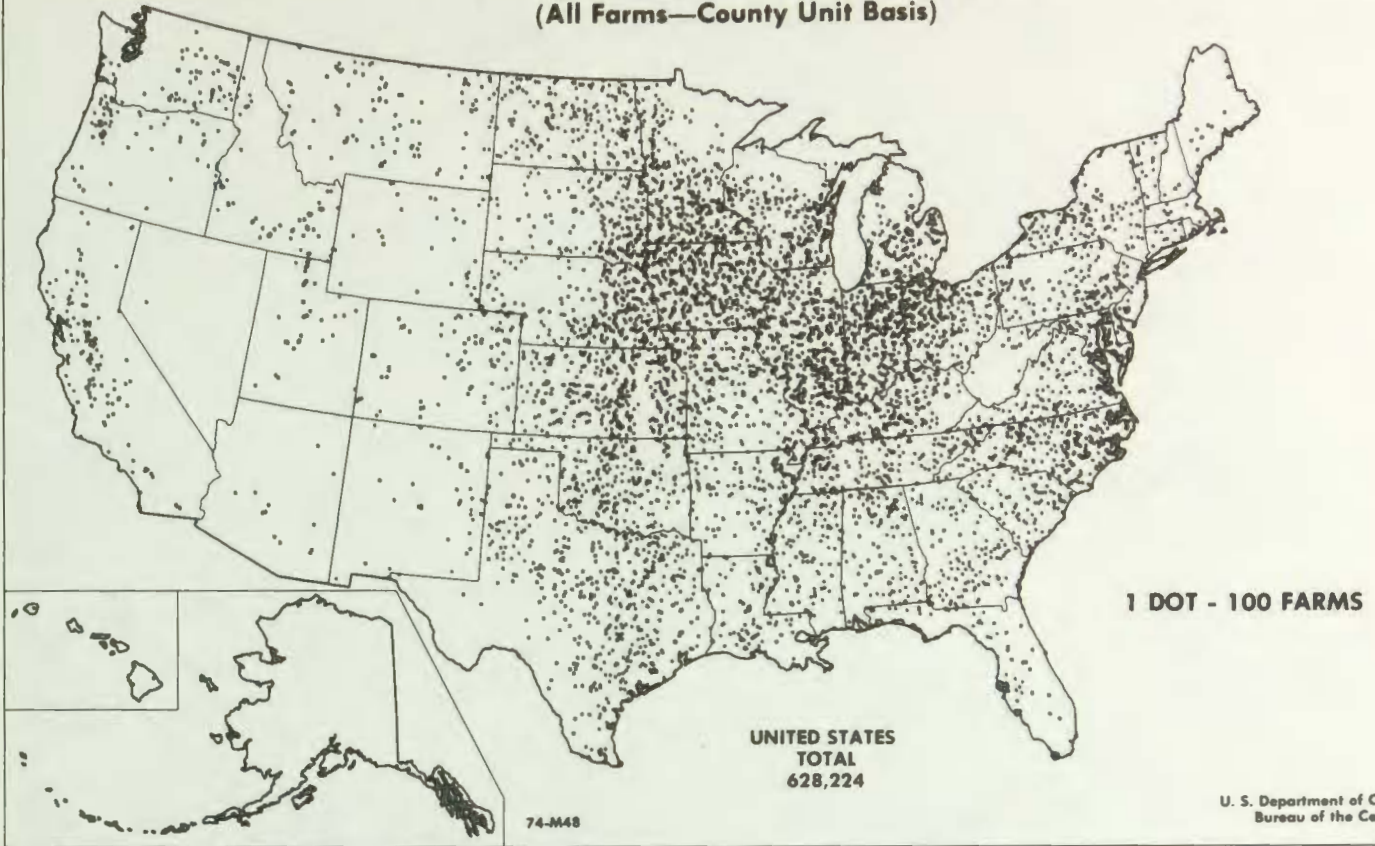 (All Farms—County Unit Basis)
1 DOT - 100 FARMS
UNITED STATES
TOTAL
628,224
74-M48
U. S. Department of C
Bureau of the Ce